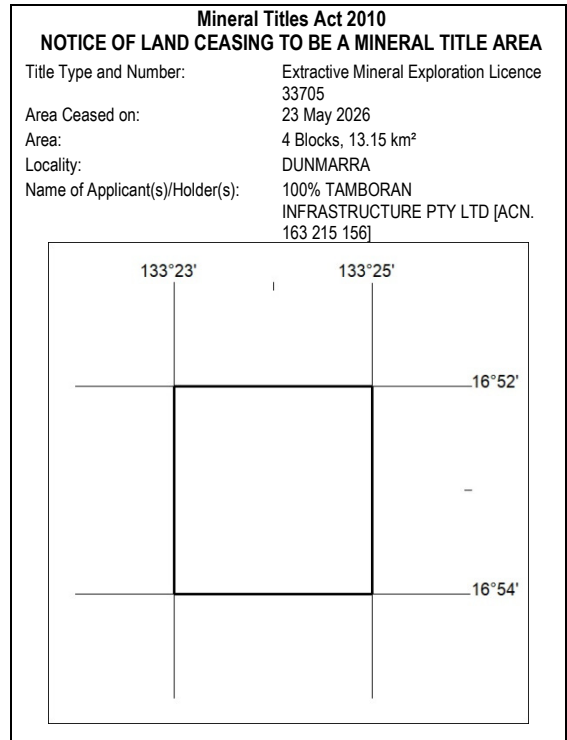 Mineral Titles Act 2010
NOTICE OF LAND CEASING TO BE A MINERAL TITLE AREA
Title Type and Number: Extractive Mineral Exploration Licence
33705
Area Ceased on: 23 May 2026
Area: 4 Blocks, 13.15 km²
Locality: DUNMARRA
Name of Applicant(s)/Holder(s): 100% TAMBORAN
INFRASTRUCTURE PTY LTD [ACN.
163 215 156]
133°23' 133°25'
16°52'
16°54'